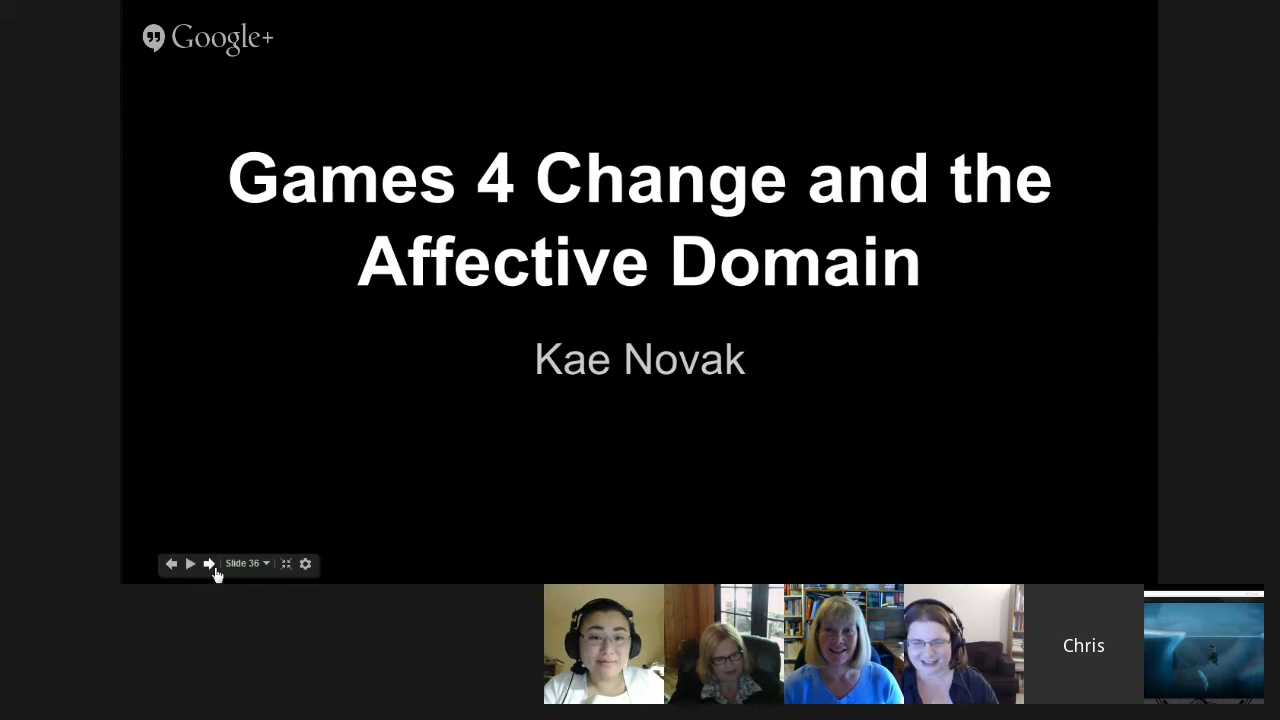 Google+
Games 4 Change and the
Affective Domain
Kae Novak
Slide 36
Chris